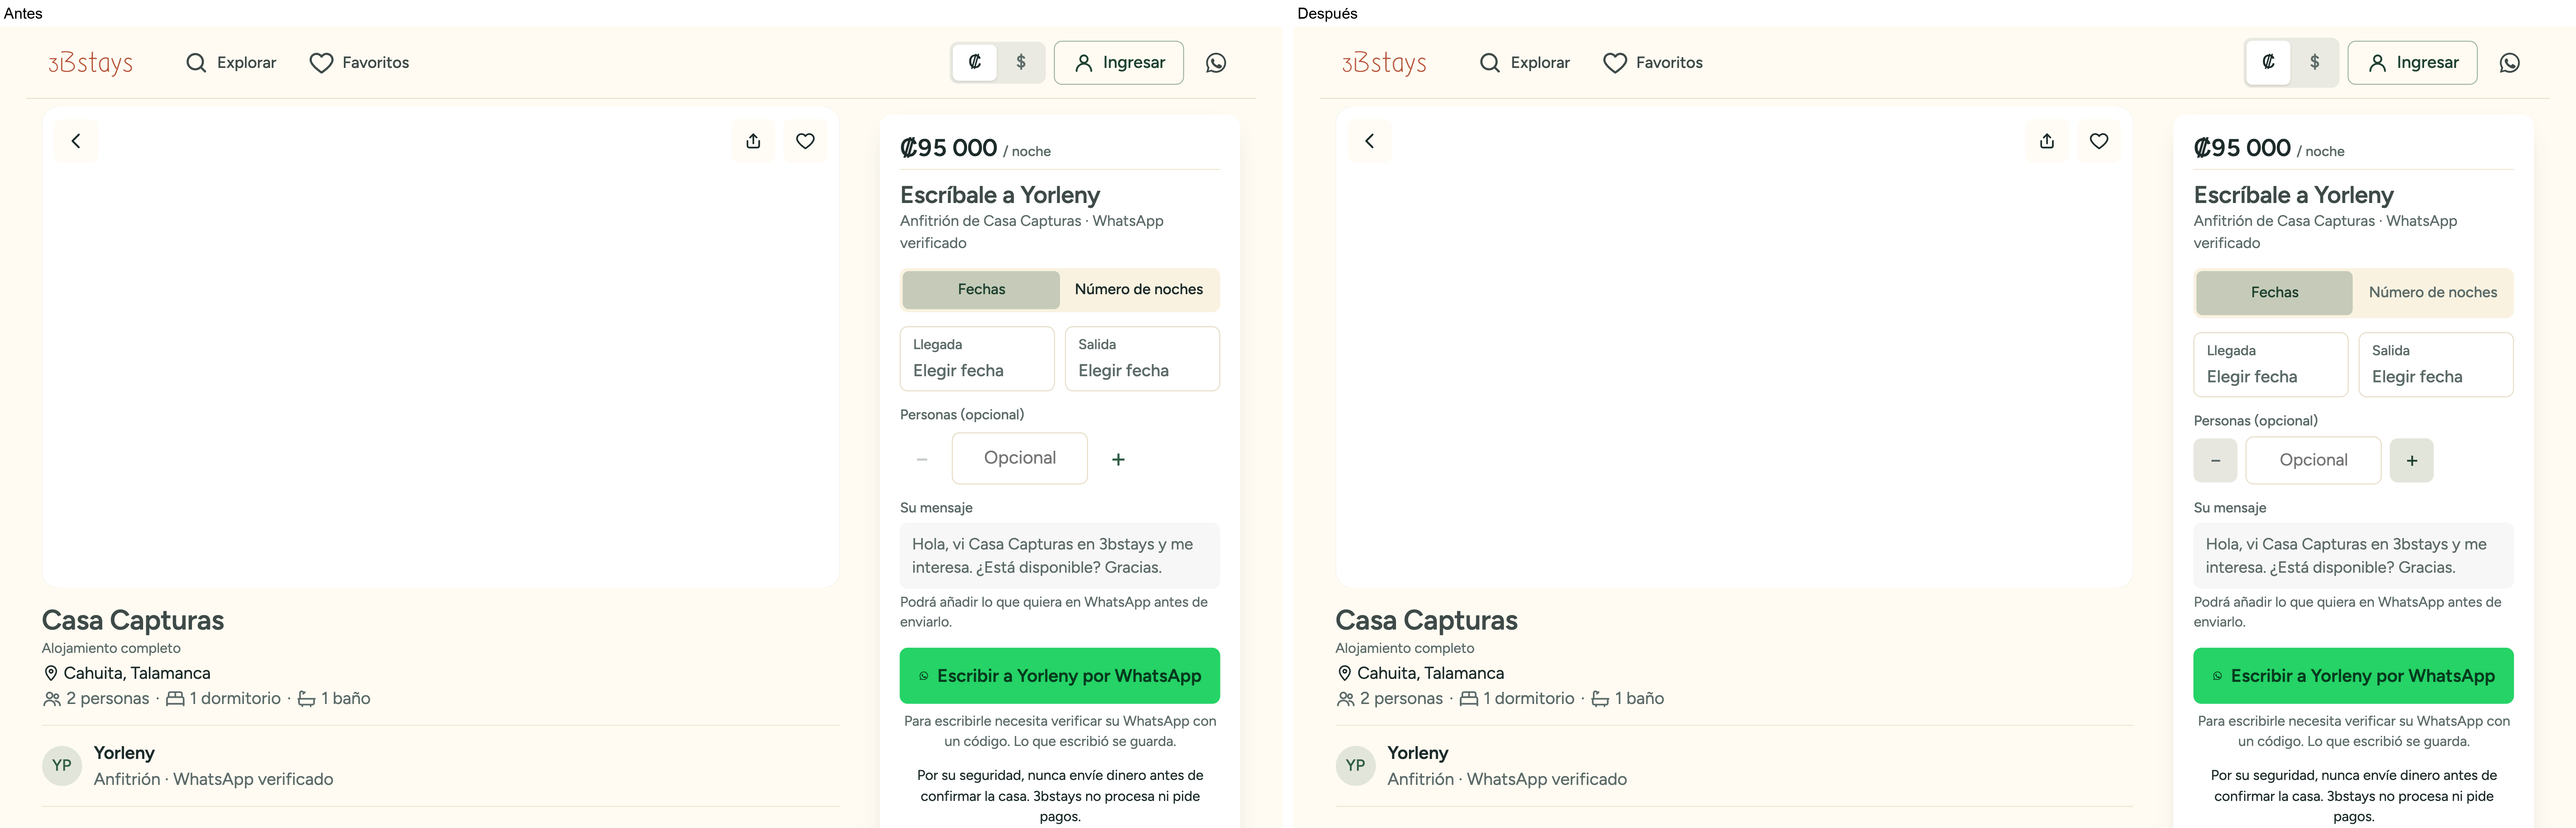 Antes
3Bstays
Explorar
Favoritos
₡
$
Ingresar
₡95 000 / noche
Escríbale a Yorleny
Anfitrión de Casa Capturas · WhatsApp
verificado
Fechas
Número de noches
Llegada
Elegir fecha
Salida
Elegir fecha
Personas (opcional)
− Opcional +
Su mensaje
Hola, vi Casa Capturas en 3bstays y me
interesa. ¿Está disponible? Gracias.
Podrá añadir lo que quiera en WhatsApp antes de
enviarlo.
Escribir a Yorleny por WhatsApp
Para escribirle necesita verificar su WhatsApp con
un código. Lo que escribió se guarda.
Por su seguridad, nunca envíe dinero antes de
confirmar la casa. 3bstays no procesa ni pide
pagos.
Casa Capturas
Alojamiento completo
Cahuita, Talamanca
2 personas · 1 dormitorio · 1 baño
YP
Yorleny
Anfitrión · WhatsApp verificado
Después
3Bstays
Explorar
Favoritos
₡
$
Ingresar
₡95 000 / noche
Escríbale a Yorleny
Anfitrión de Casa Capturas · WhatsApp
verificado
Fechas
Número de noches
Llegada
Elegir fecha
Salida
Elegir fecha
Personas (opcional)
− Opcional +
Su mensaje
Hola, vi Casa Capturas en 3bstays y me
interesa. ¿Está disponible? Gracias.
Podrá añadir lo que quiera en WhatsApp antes de
enviarlo.
Escribir a Yorleny por WhatsApp
Para escribirle necesita verificar su WhatsApp con
un código. Lo que escribió se guarda.
Por su seguridad, nunca envíe dinero antes de
confirmar la casa. 3bstays no procesa ni pide
pagos.
Casa Capturas
Alojamiento completo
Cahuita, Talamanca
2 personas · 1 dormitorio · 1 baño
YP
Yorleny
Anfitrión · WhatsApp verificado